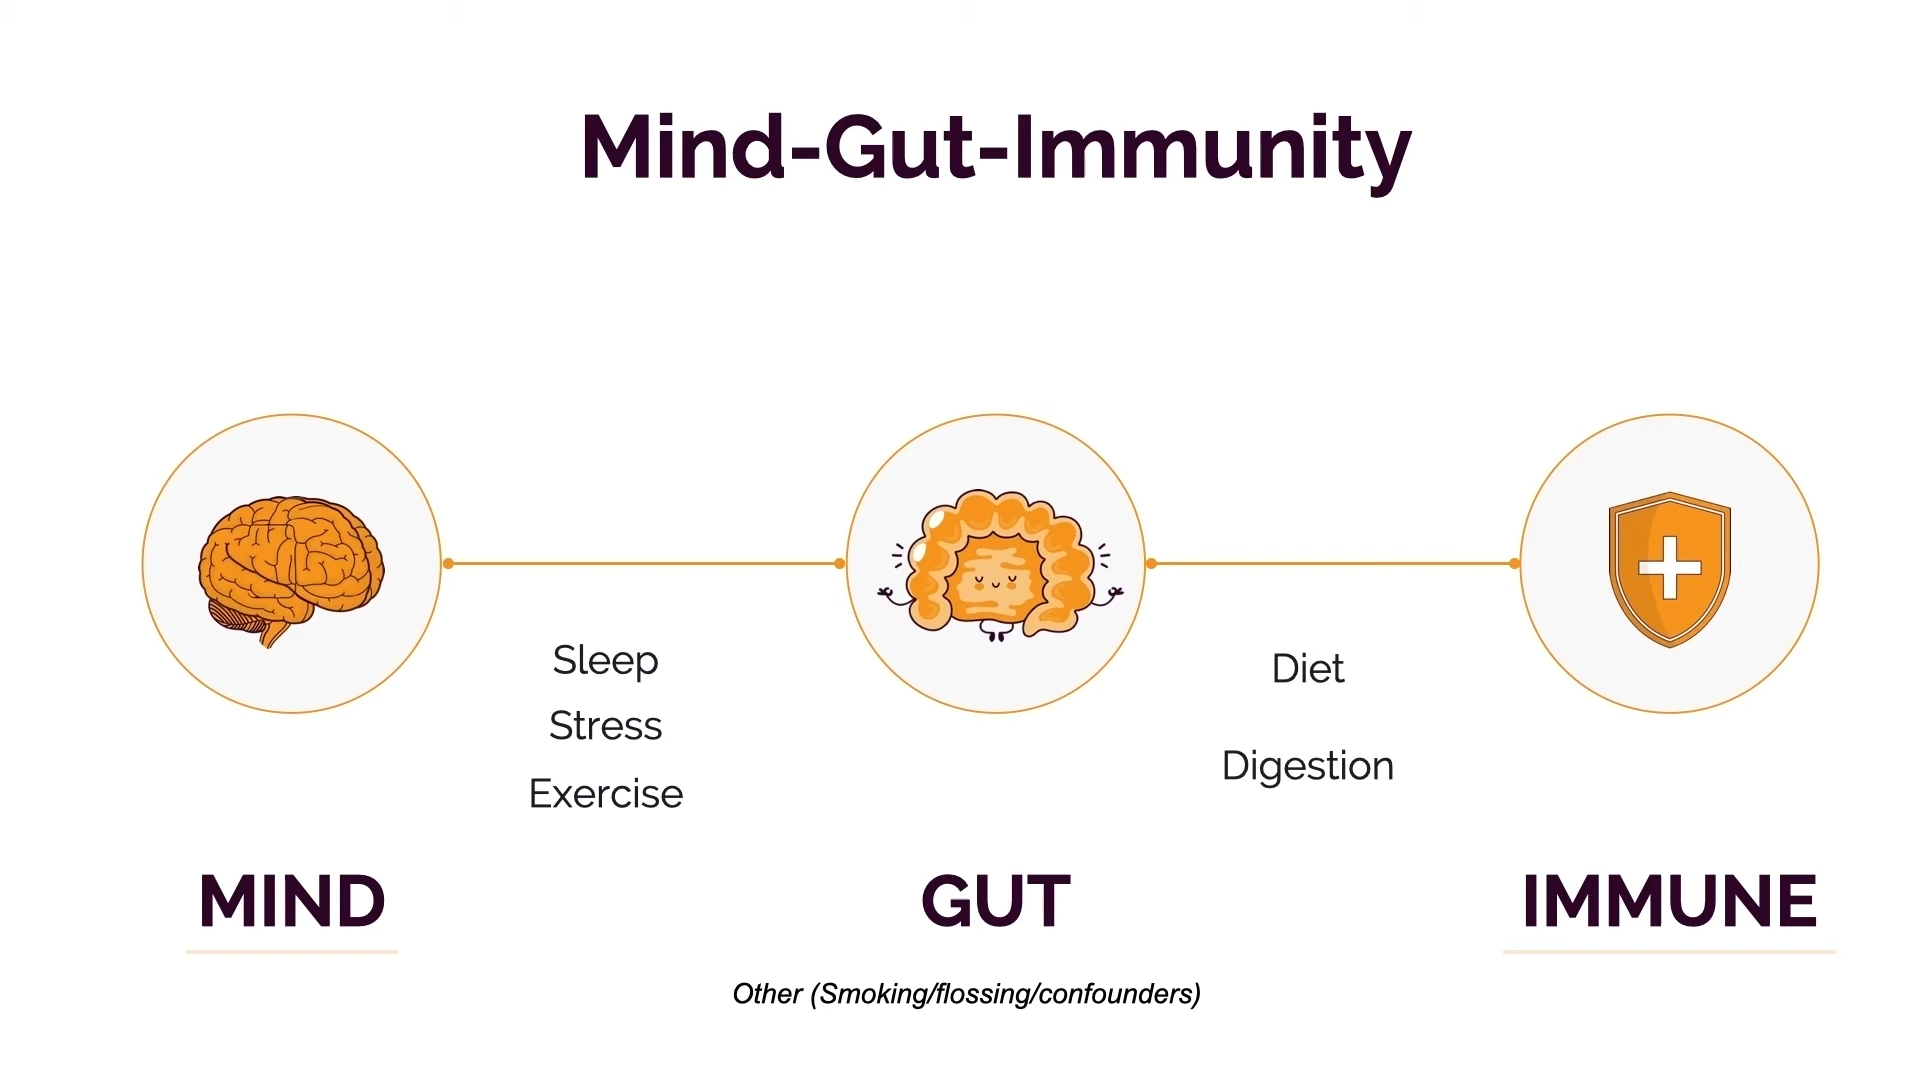 Mind-Gut-Immunity
Sleep
Stress
Exercise
Diet
Digestion
MIND
GUT
IMMUNE
Other (Smoking/flossing/confounders)